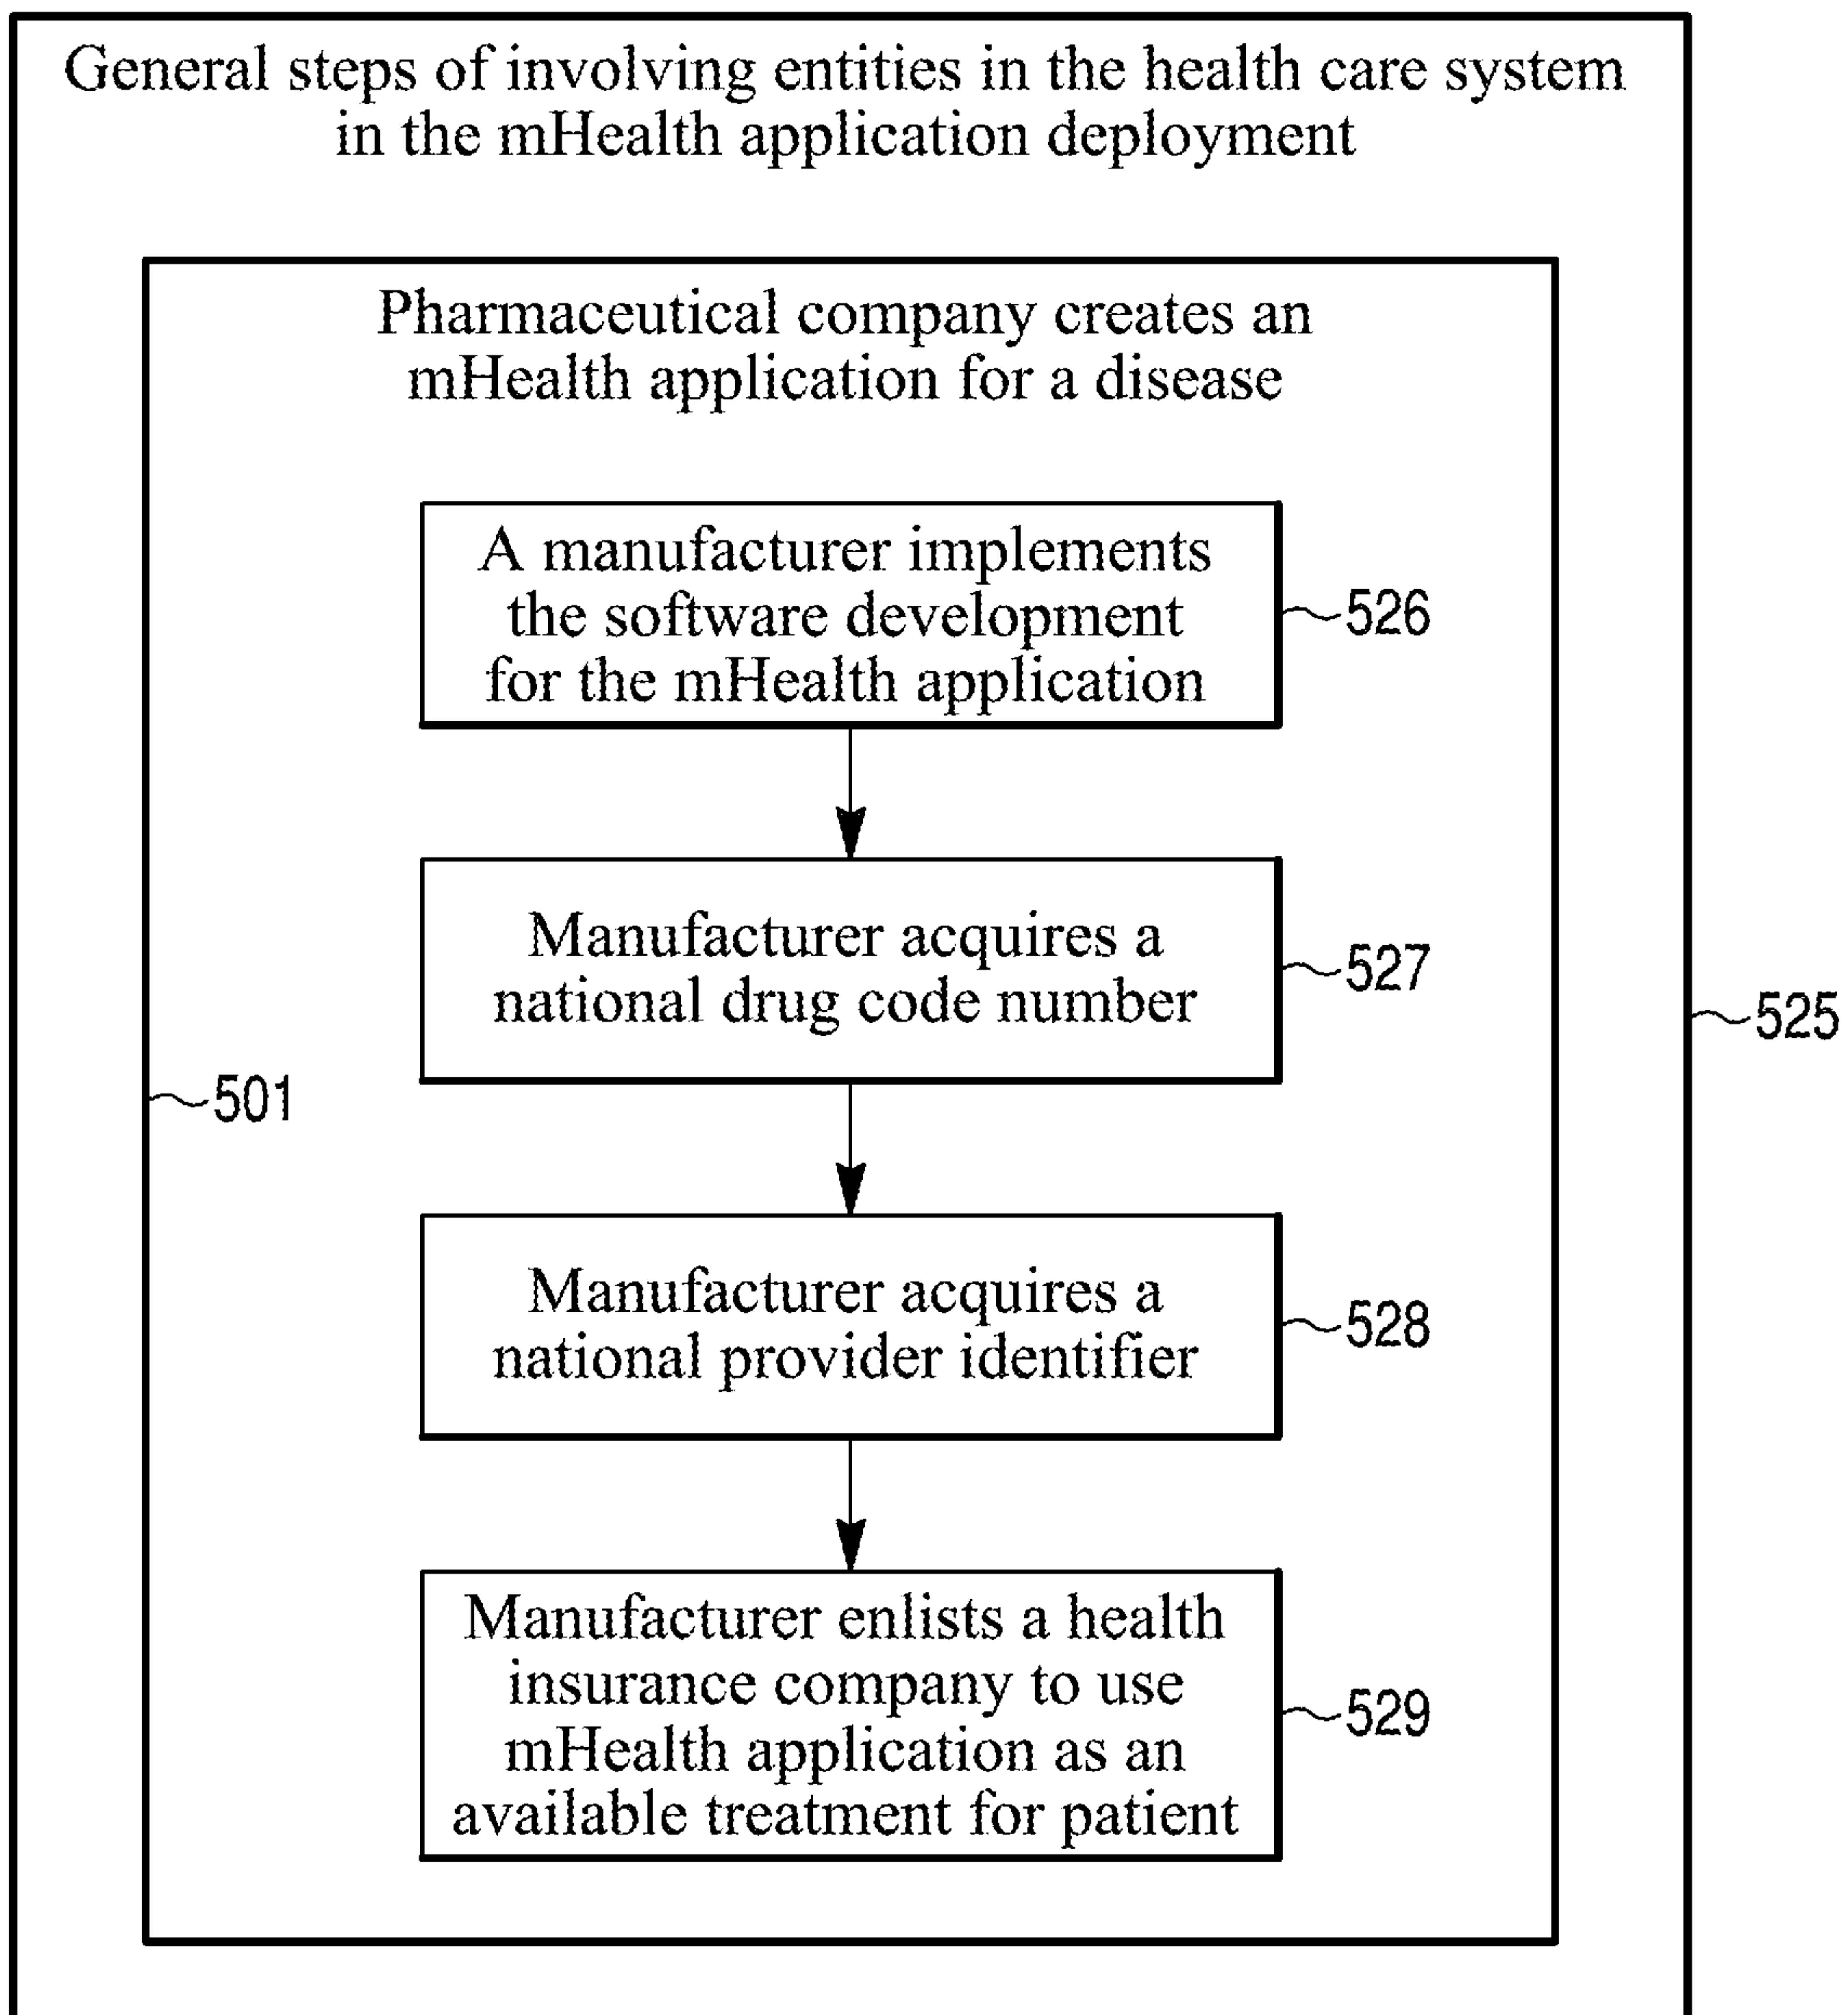 General steps of involving entities in the health care system
in the mHealth application deployment
Pharmaceutical company creates an
mHealth application for a disease
A manufacturer implements
the software development
for the mHealth application
526
Manufacturer acquires a
national drug code number
527
525
501
Manufacturer acquires a
national provider identifier
528
Manufacturer enlists a health
insurance company to use
mHealth application as an
available treatment for patient
529